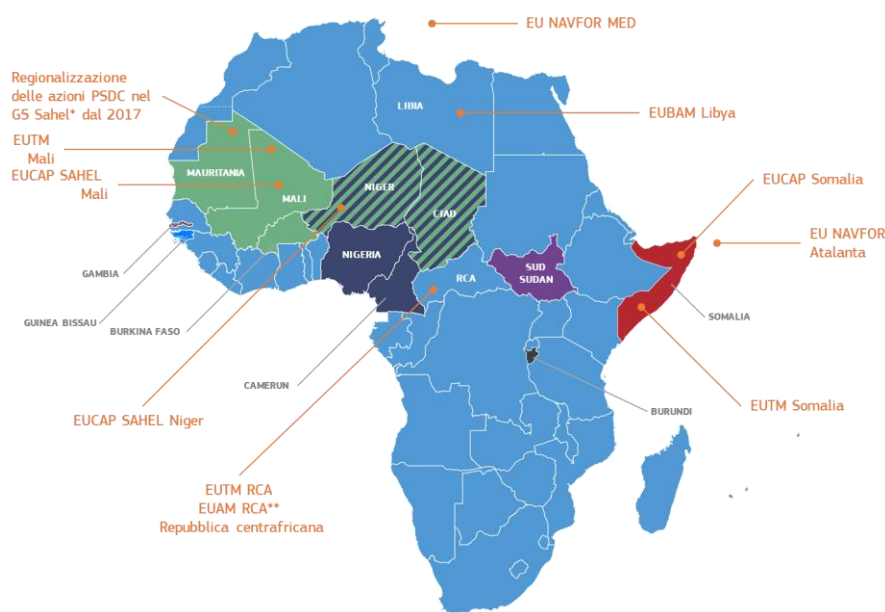 EU NAVFOR MED
Regionalizzazione
delle azioni PSDC nel
GS Sahel* dal 2017
LIBIA
EUBAM Libya
EUTM
Mali
EUCAP SAHEL
Mali
MAURITANIA
MALI
NIGER
CIAD
EUCAP Somalia
EU NAVFOR
Atalanta
NIGERIA
RCA
SUD
SUDAN
GAMBIA
GUINEA BISSAU
BURKINA FASO
SOMALIA
CAMERUN
BURUNDI
EUCAP SAHEL Niger
EUTM Somalia
EUTM RCA
EUAM RCA**
Repubblica centrafricana